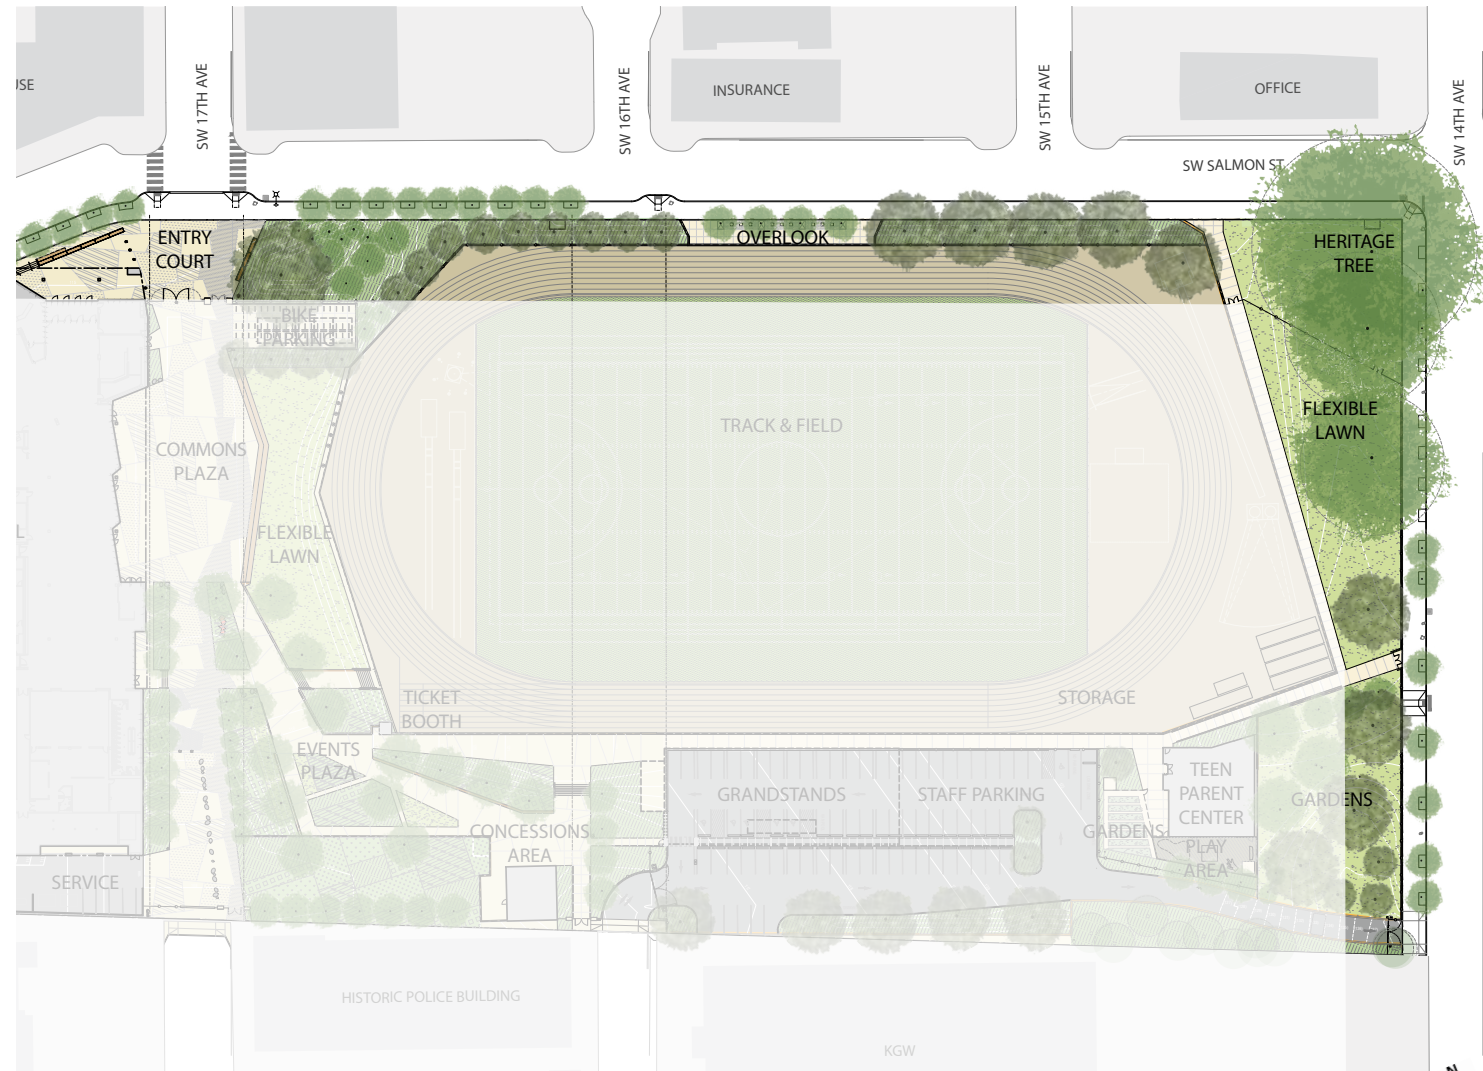 USE
SW 17TH AVE
SW 16TH AVE
INSURANCE
SW 15TH AVE
OFFICE
SW 14TH AVE
SW SALMON ST.
ENTRY
COURT
OVERLOOK
HERITAGE
TREE
BIKE
PARKING
FLEXIBLE
LAWN
TRACK & FIELD
COMMONS
PLAZA
FLEXIBLE
LAWN
L
TICKET
BOOTH
STORAGE
EVENTS
PLAZA
GRANDSTANDS
STAFF PARKING
TEEN
PARENT
CENTER
GARDENS
CONCESSIONS
AREA
GARDENS
PLAY
AREA
SERVICE
HISTORIC POLICE BUILDING
KGW
N